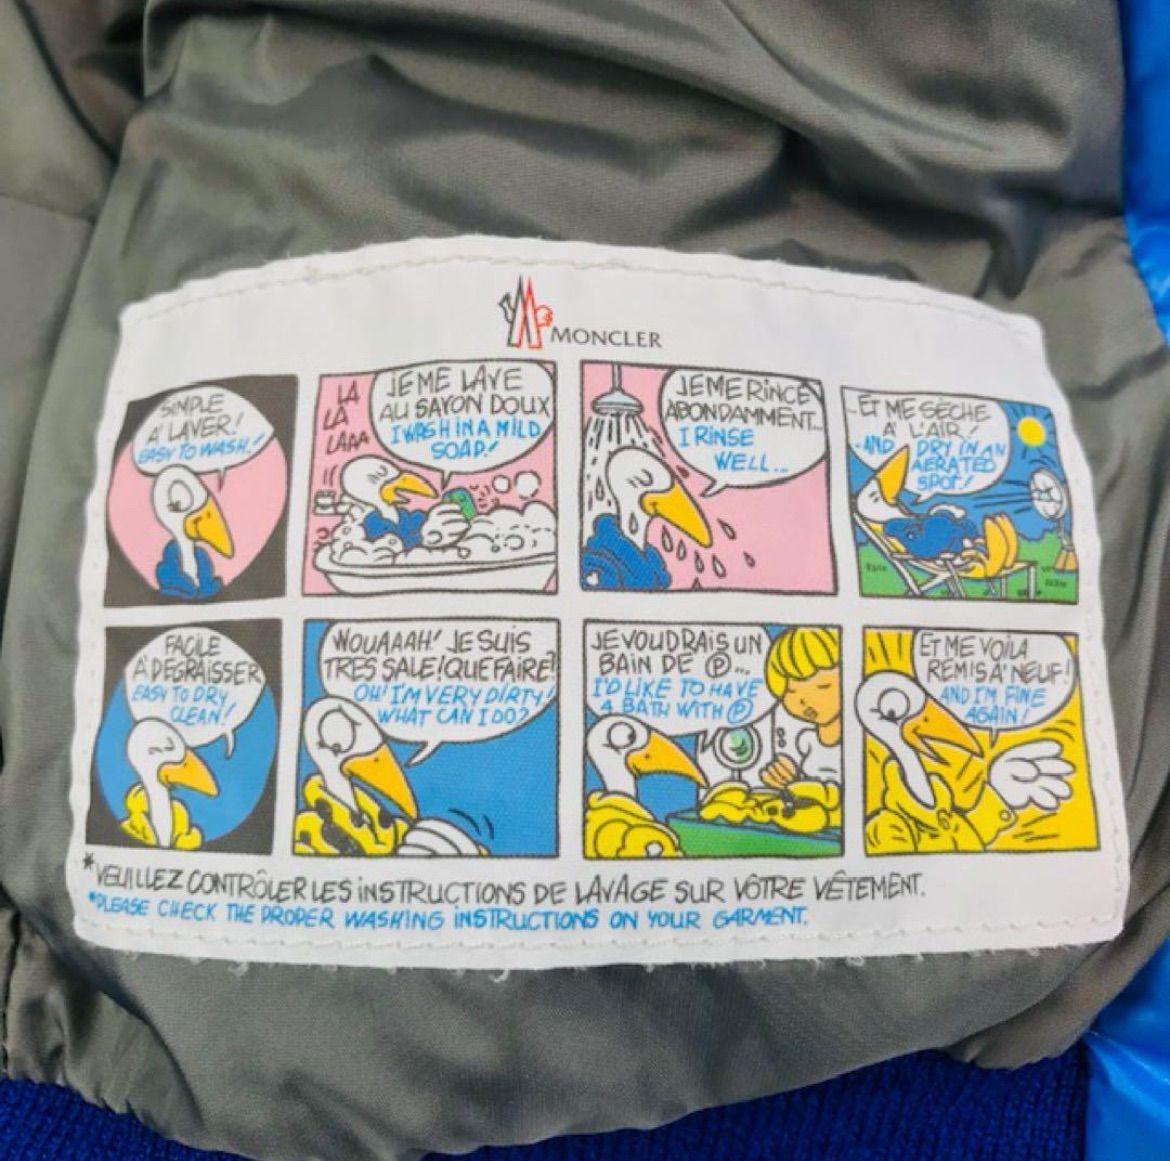 MONCLER
SIMPLE
À LAVER!
EASY TO WASH!
LA
LA
LAAA
JE ME LAVE
AU SAVON DOUX
I WASH IN A MILD
SOAP!
JE ME RINCE
ABONDAMMENT...
I RINSE
WELL...
...ET ME SÈCHE
À L'AIR!
...AND DRY IN AN
AERATED
SPOT!
FACILE
À DEGRAISSER
EASY TO DRY
CLEAN!
WOUAAAH! JE SUIS
TRES SALE! QUE FAIRE?
OH! I'M VERY DIRTY!
WHAT CAN I DO?
JE VOUDRAIS UN
BAIN DE Ⓟ...
I'D LIKE TO HAVE
A BATH WITH Ⓟ
ET ME VOILA
REMIS À NEUF!
AND I'M FINE
AGAIN!
*VEUILLEZ CONTRÔLER LES INSTRUCTIONS DE LAVAGE SUR VÔTRE VÊTEMENT.
*PLEASE CHECK THE PROPER WASHING INSTRUCTIONS ON YOUR GARMENT.